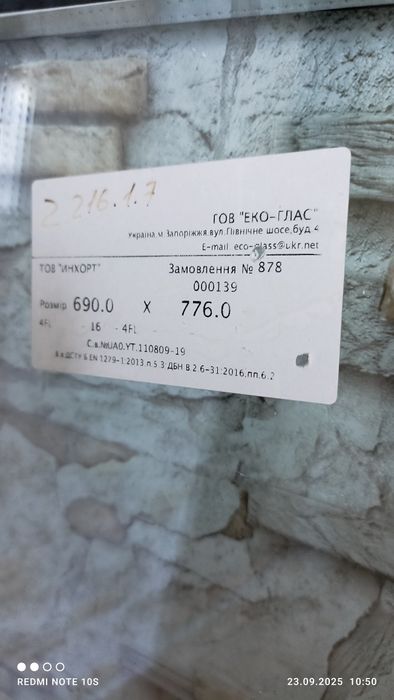 2 216.1.7
ТОВ "ЕКО-ГЛАС"
Україна,м.Запоріжжя.вул.Північне шосе,буд.4
E-mail eco-glass@ukr.net
ТОВ "ИНХОРТ" Замовлення № 878
000139
Розмір 690.0 X 776.0
4FL - 16 - 4FL
С.в.№UA0.YT.110809-19
В.к.ДСТУ Б EN 1279-1:2013.п.5.3;ДБН В.2.6-31:2016,пп.6.2
REDMI NOTE 10S
23.09.2025 10:50